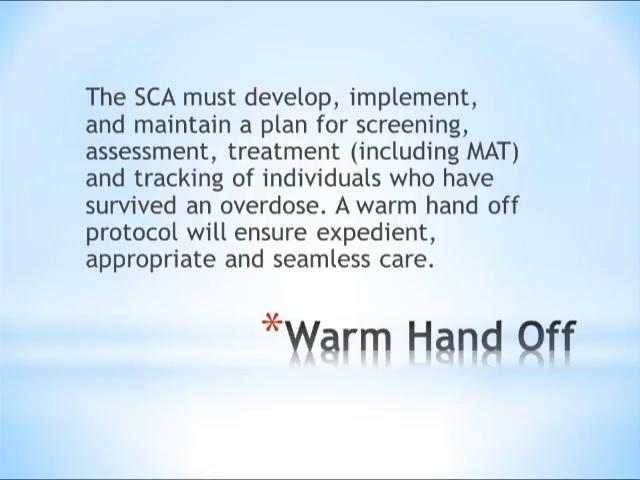 The SCA must develop, implement,
and maintain a plan for screening,
assessment, treatment (including MAT)
and tracking of individuals who have
survived an overdose. A warm hand off
protocol will ensure expedient,
appropriate and seamless care.
*Warm Hand Off